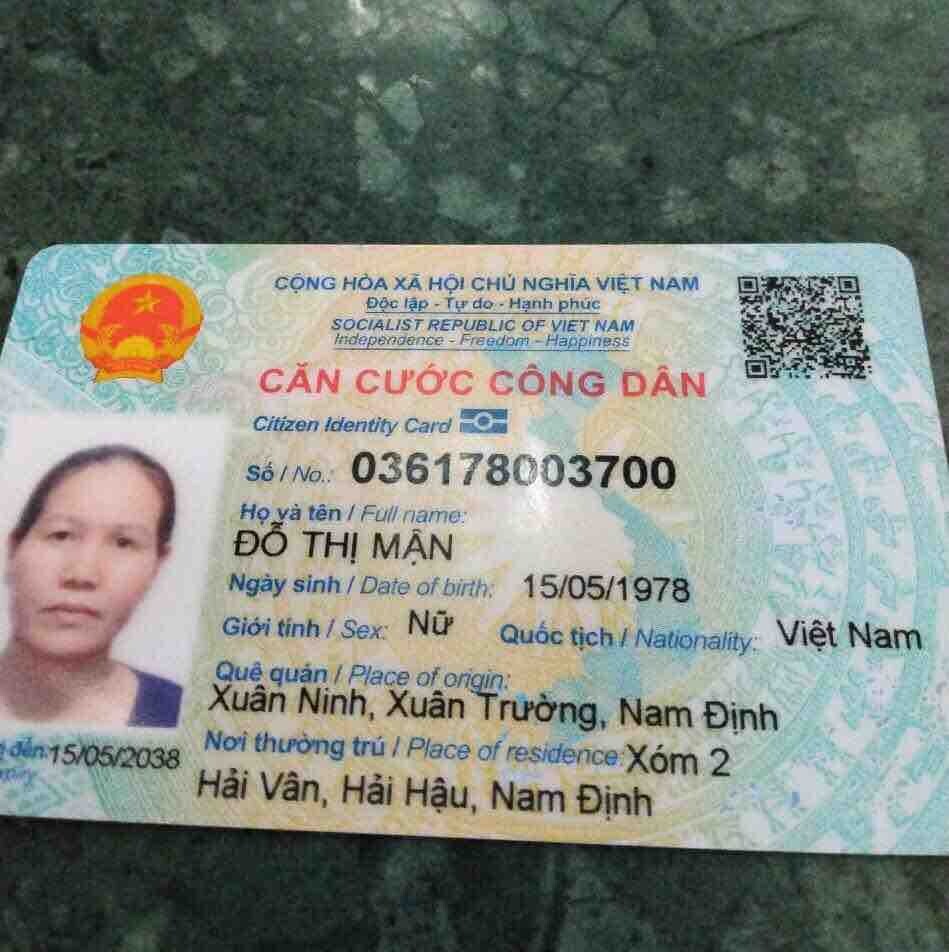 CỘNG HÒA XÃ HỘI CHỦ NGHĨA VIỆT NAM
Độc lập - Tự do - Hạnh phúc
SOCIALIST REPUBLIC OF VIET NAM
Independence - Freedom - Happiness
CĂN CƯỚC CÔNG DÂN
Citizen Identity Card
Số / No.: 036178003700
Họ và tên / Full name:
ĐỖ THỊ MẬN
Ngày sinh / Date of birth: 15/05/1978
Giới tính / Sex: Nữ Quốc tịch / Nationality: Việt Nam
Quê quán / Place of origin:
Xuân Ninh, Xuân Trường, Nam Định
Nơi thường trú / Place of residence: Xóm 2
Hải Vân, Hải Hậu, Nam Định
đến: 15/05/2038